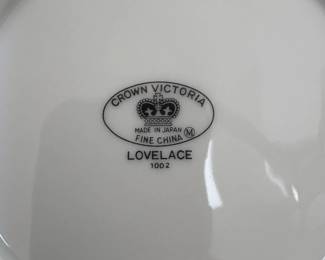 CROWN VICTORIA
MADE IN JAPAN
FINE CHINA
M
LOVELACE
1002